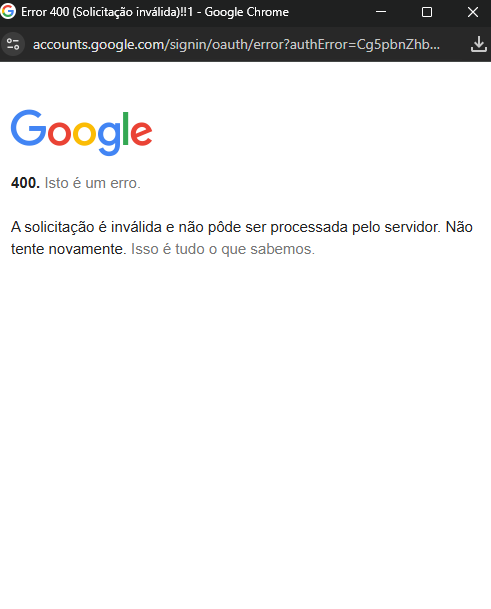 Error 400 (Solicitação inválida)!!1 - Google Chrome
accounts.google.com/signin/oauth/error?authError=Cg5pbnZhb...
Google
400. Isto é um erro.
A solicitação é inválida e não pôde ser processada pelo servidor. Não
tente novamente. Isso é tudo o que sabemos.